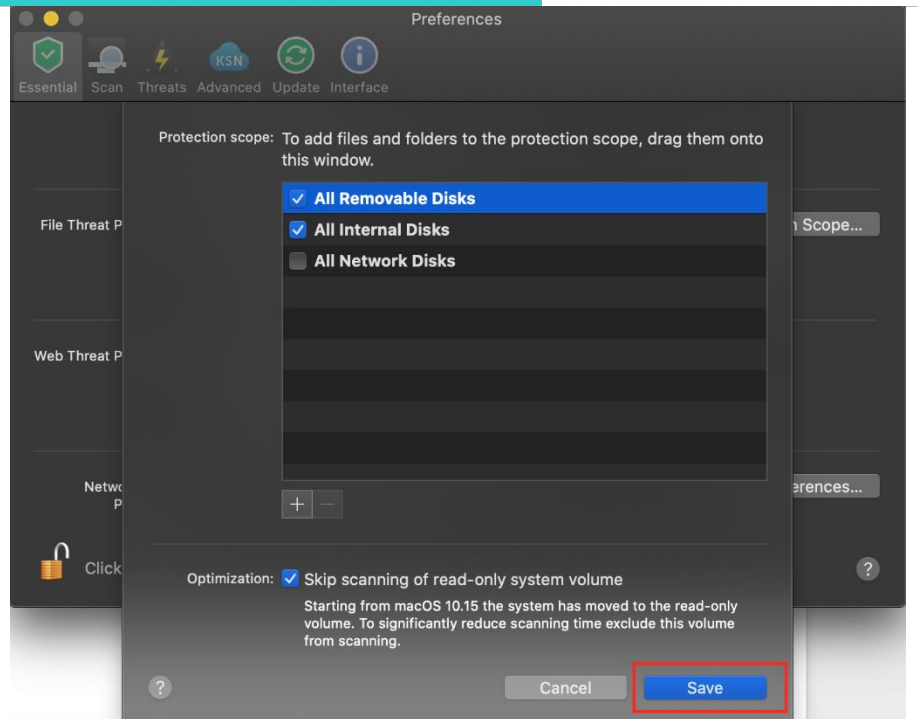 Preferences
KSN
Essential Scan Threats Advanced Update Interface
Protection scope: To add files and folders to the protection scope, drag them onto
this window.
All Removable Disks
File Threat P
All Internal Disks
n Scope...
All Network Disks
Web Threat P
Netwo
P
erences...
Click
?
Optimization: Skip scanning of read-only system volume
Starting from macOS 10.15 the system has moved to the read-only
volume. To significantly reduce scanning time exclude this volume
from scanning.
? Cancel Save